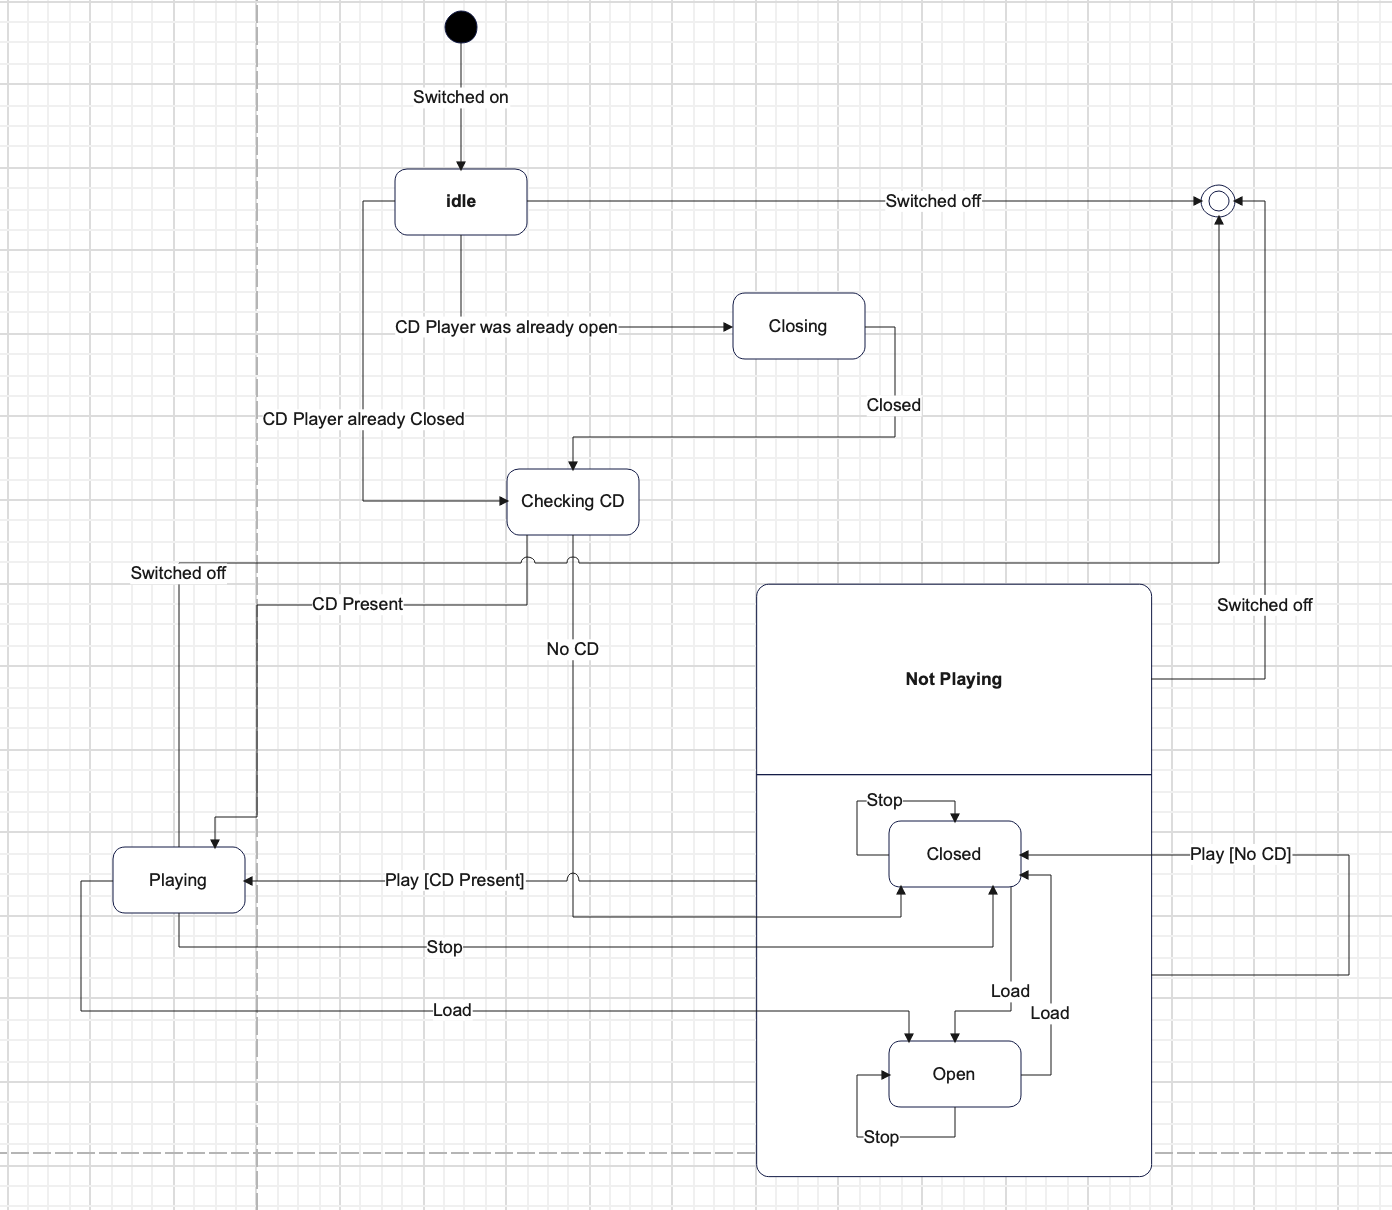 Switched on
idle
Switched off
CD Player was already open
Closing
Closed
CD Player already Closed
Checking CD
Switched off
CD Present
Switched off
No CD
Not Playing
Stop
Closed
Play [No CD]
Playing
Play [CD Present]
Stop
Load
Load
Load
Open
Stop